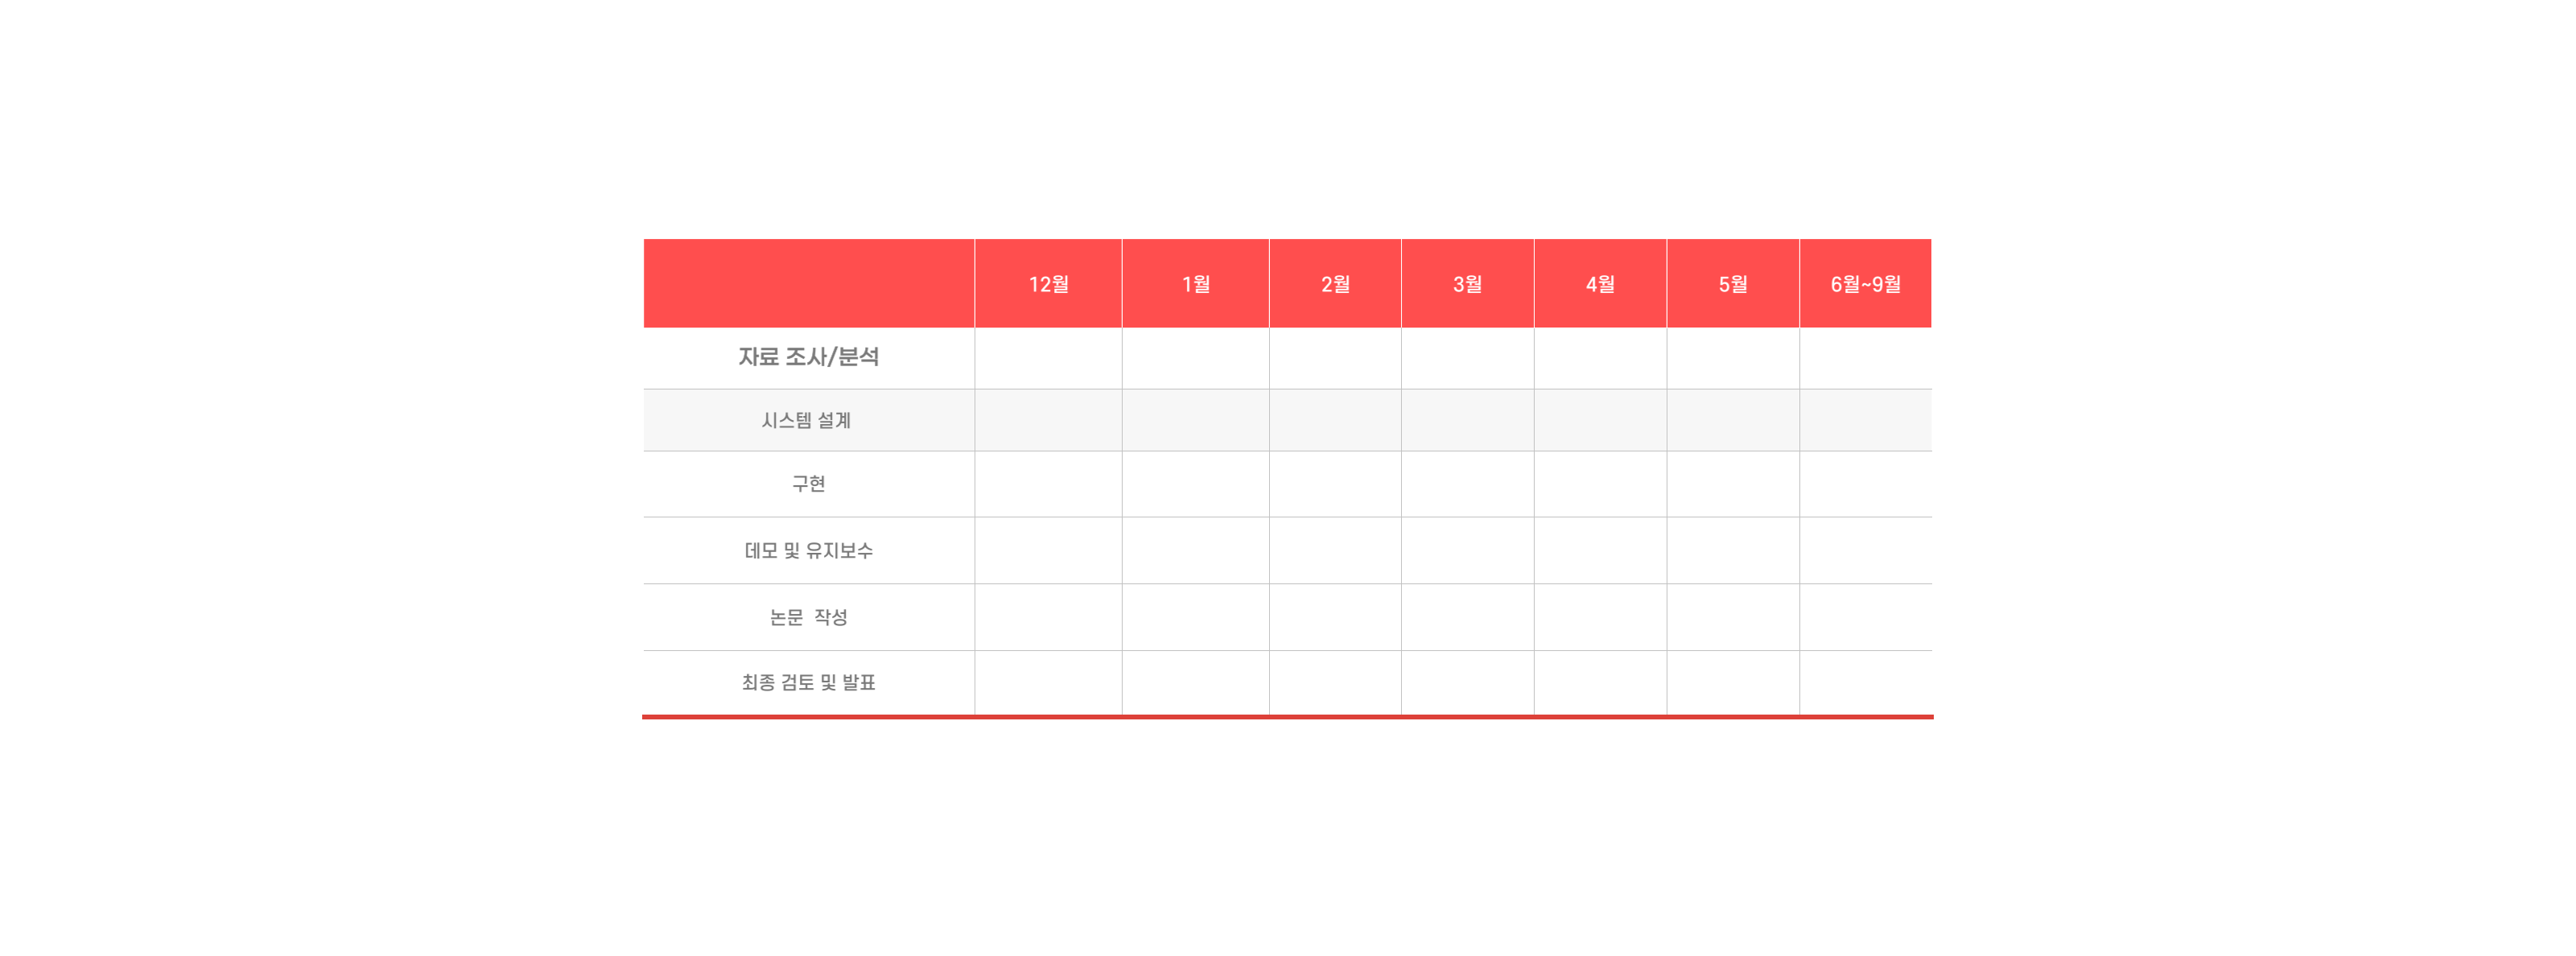 12월 1월 2월 3월 4월 5월 6월~9월
자료 조사/분석
시스템 설계
구현
데모 및 유지보수
논문  작성
최종 검토 및 발표